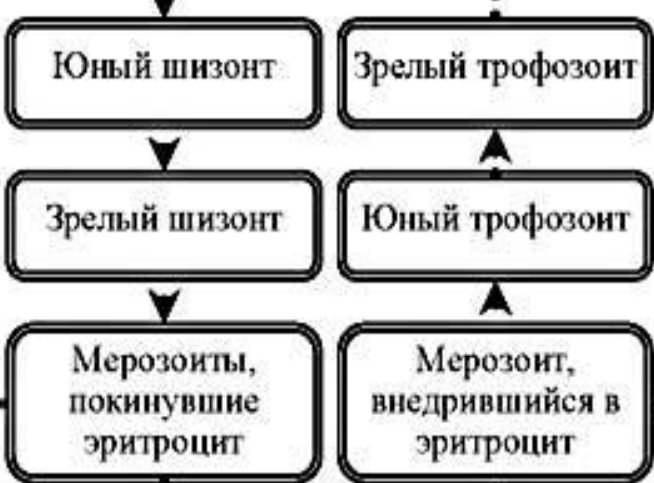 Юный шизонт
Зрелый трофозоит
Зрелый шизонт
Юный трофозоит
Мерозоиты,
покинувшие
эритроцит
Мерозоит,
внедрившийся в
эритроцит